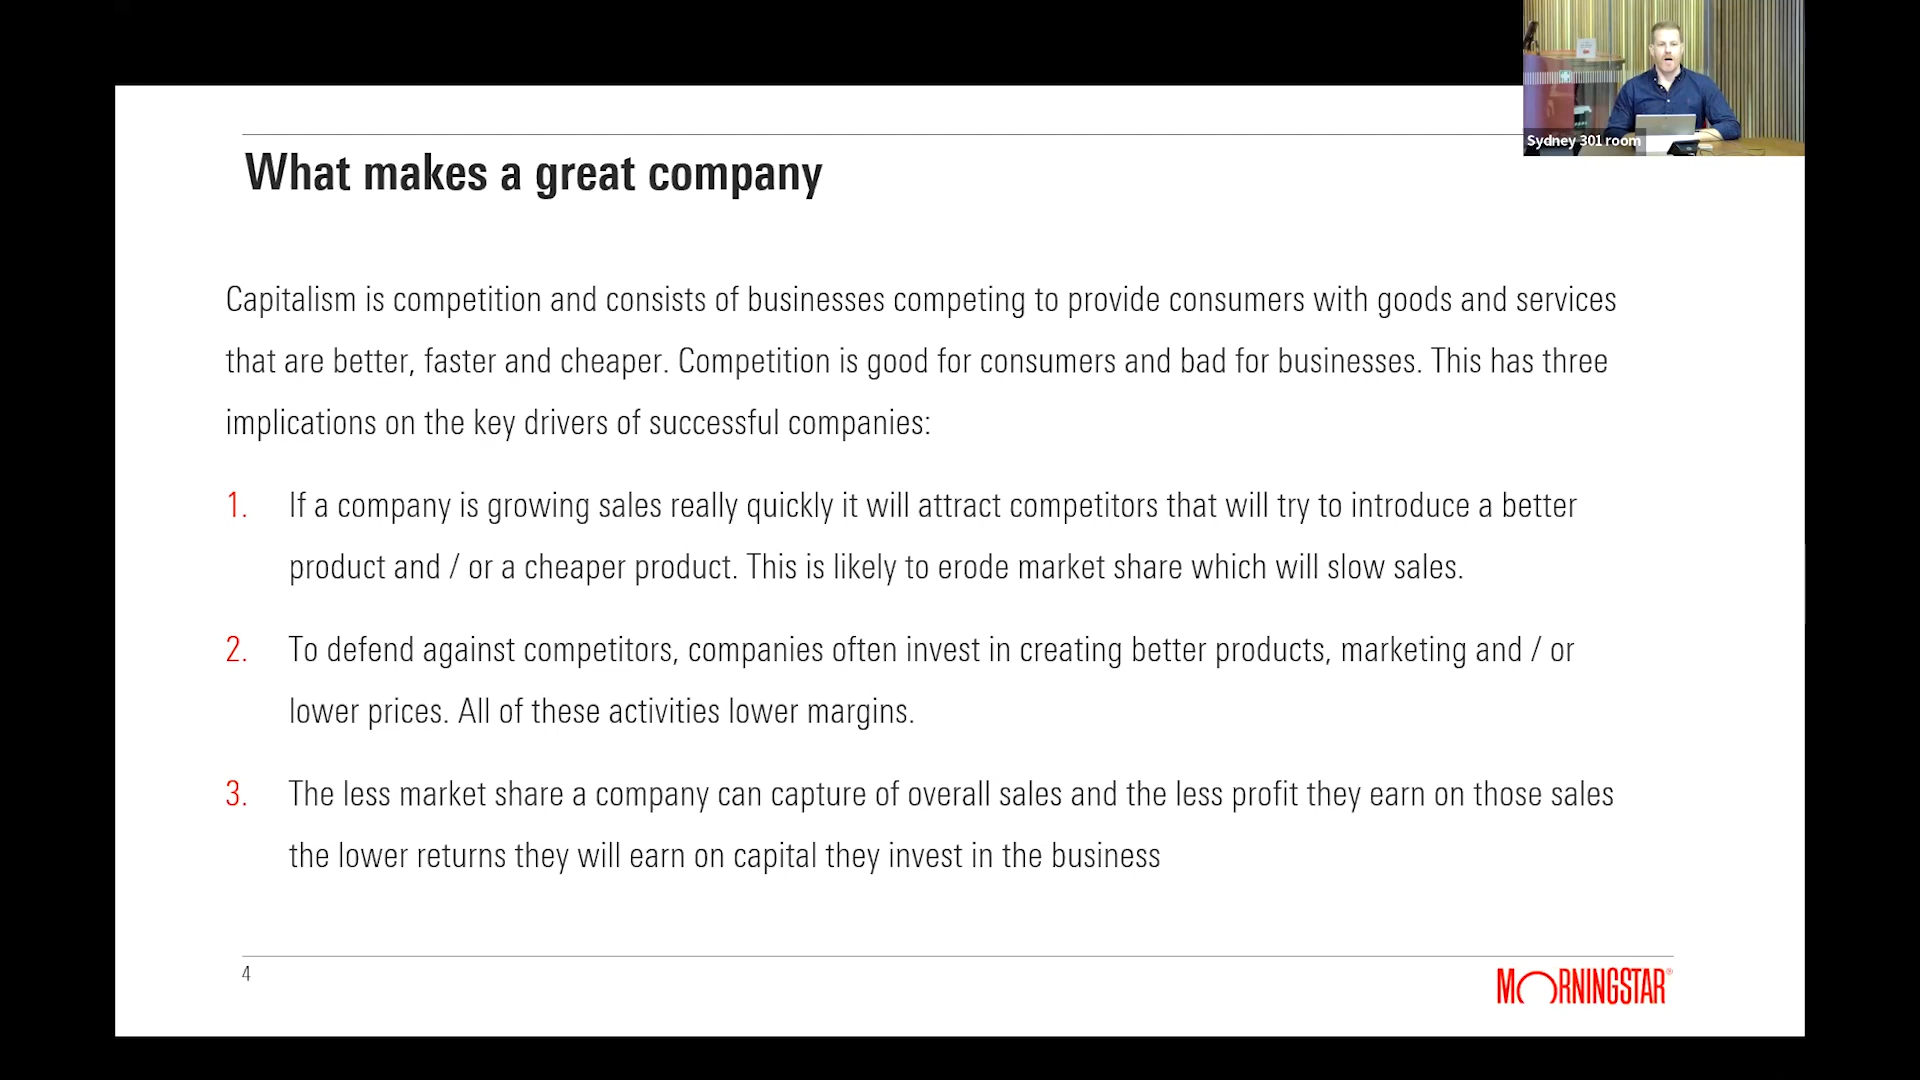 Sydney 301 room
What makes a great company
Capitalism is competition and consists of businesses competing to provide consumers with goods and services
that are better, faster and cheaper. Competition is good for consumers and bad for businesses. This has three
implications on the key drivers of successful companies:
1. If a company is growing sales really quickly it will attract competitors that will try to introduce a better
product and / or a cheaper product. This is likely to erode market share which will slow sales.
2. To defend against competitors, companies often invest in creating better products, marketing and / or
lower prices. All of these activities lower margins.
3. The less market share a company can capture of overall sales and the less profit they earn on those sales
the lower returns they will earn on capital they invest in the business
4
MORNINGSTAR®